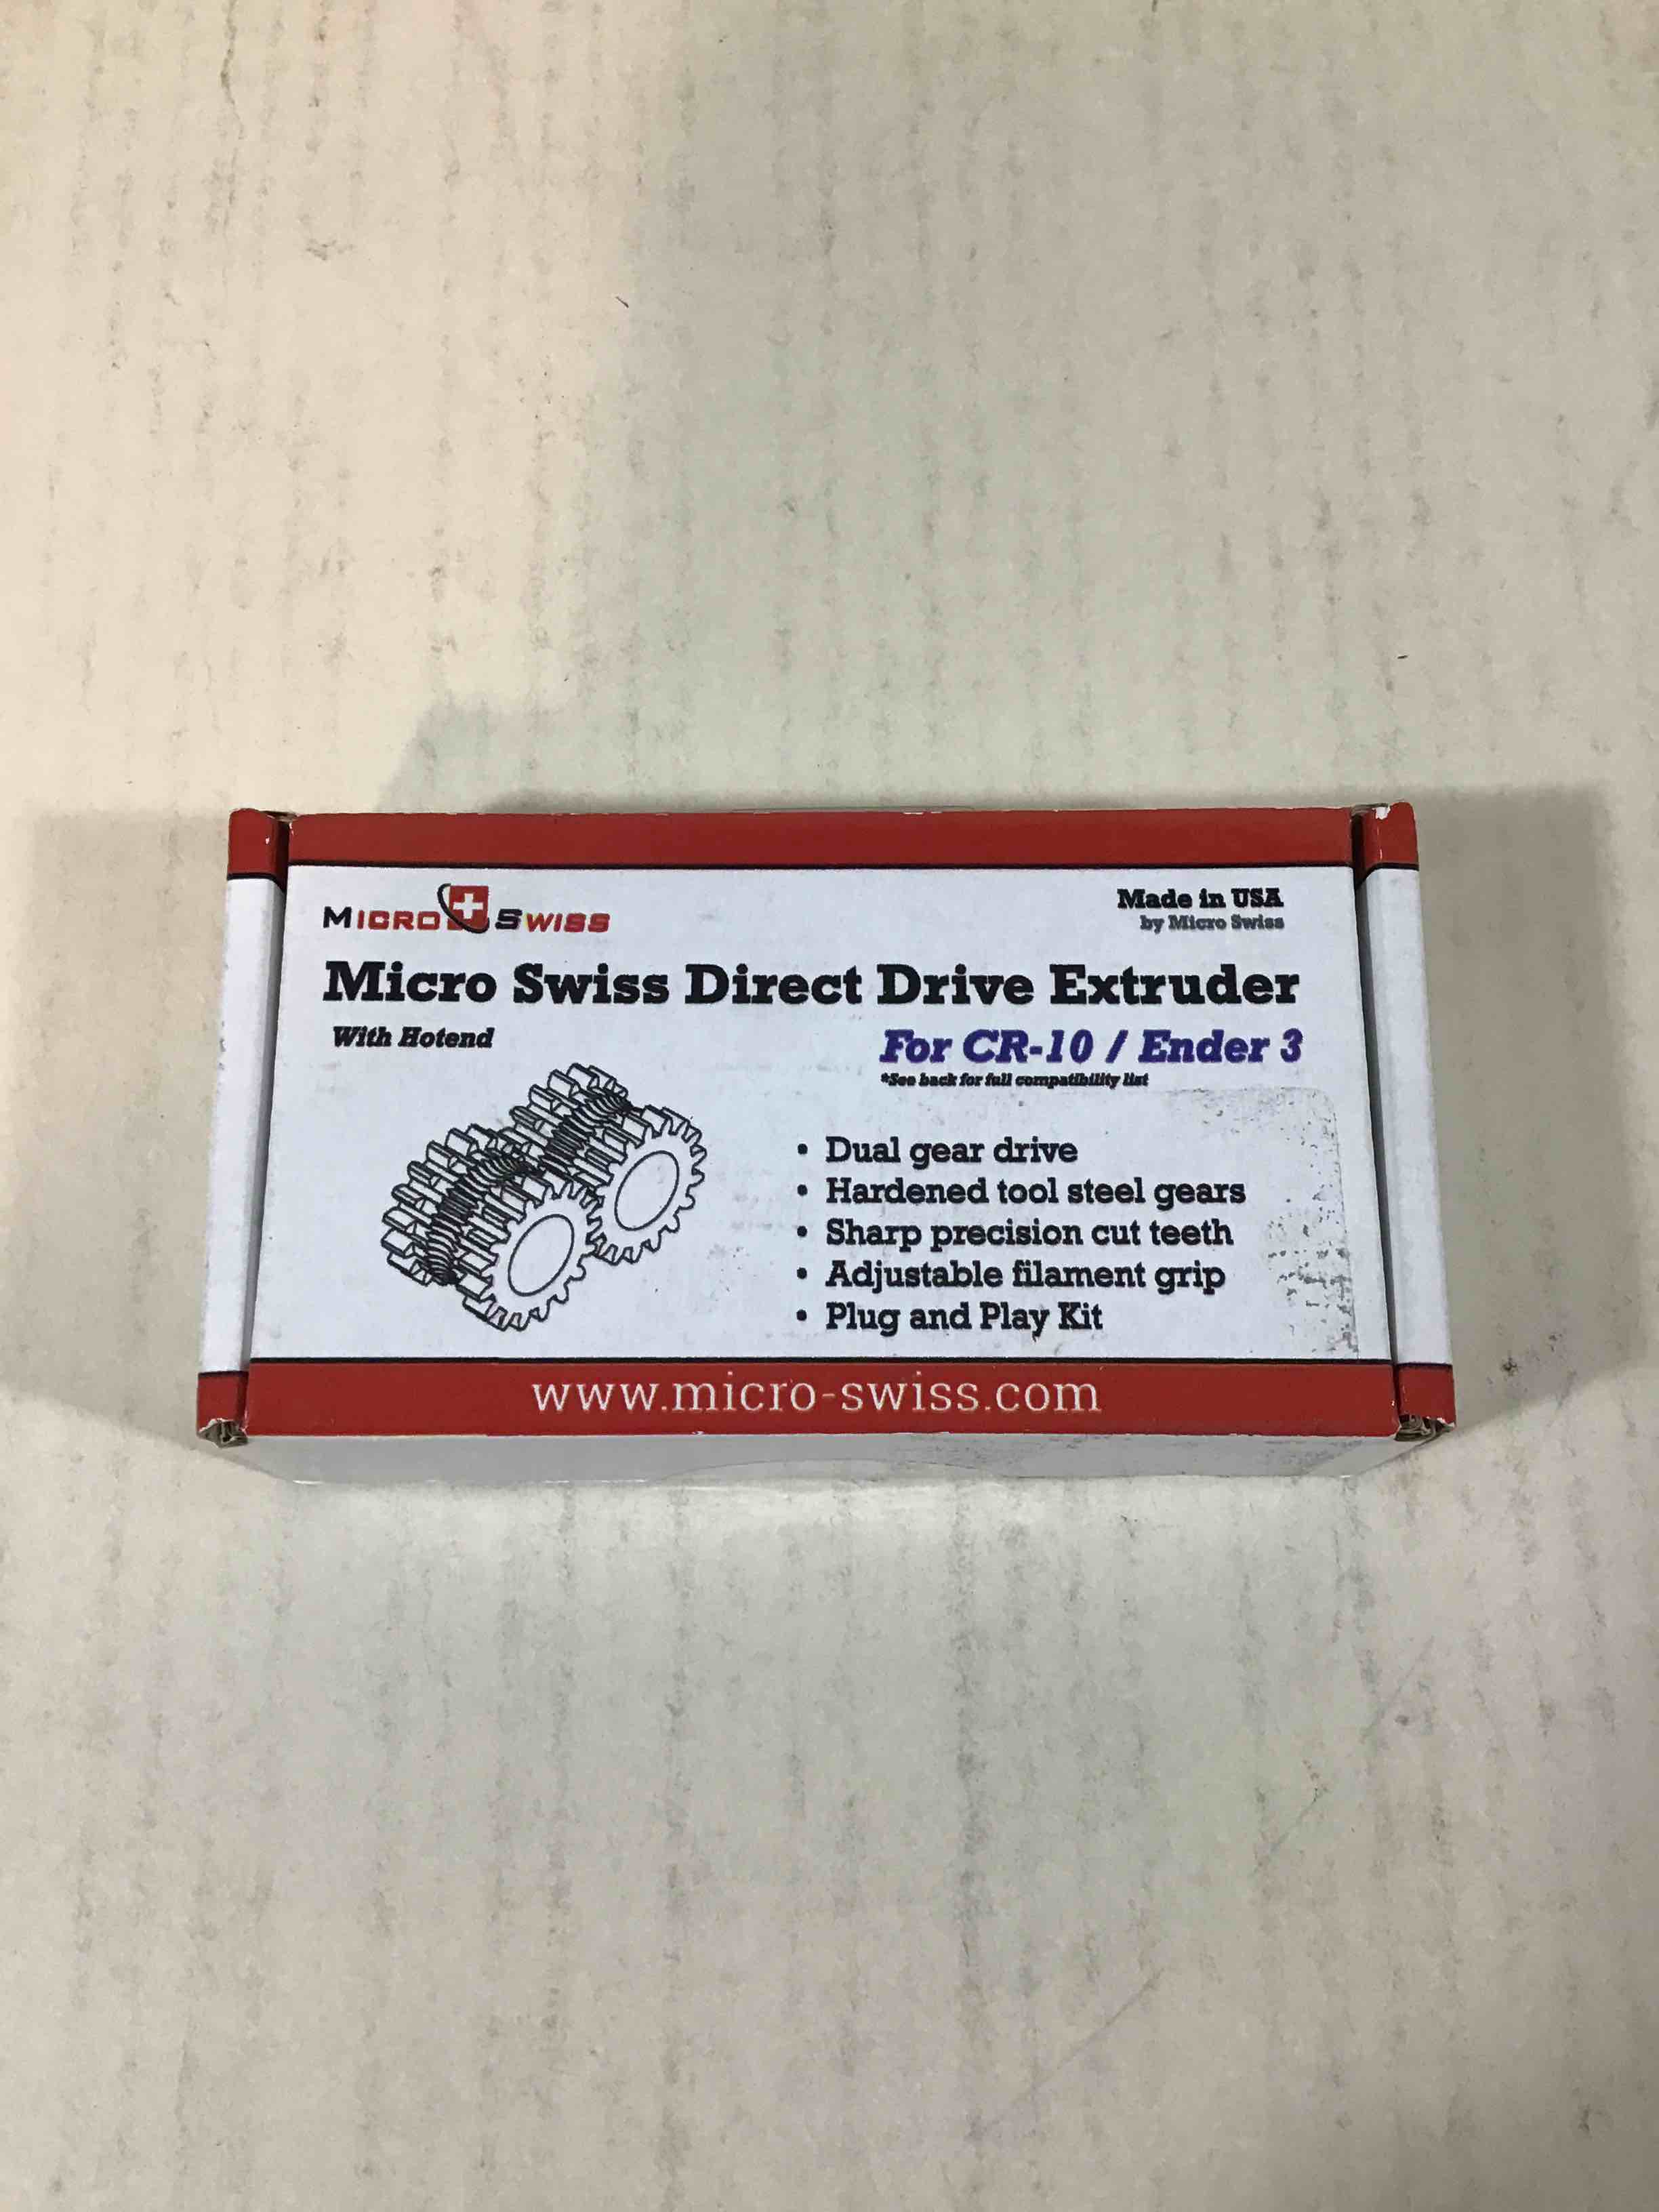 MICRO SWISS
Made in USA
by Micro Swiss
Micro Swiss Direct Drive Extruder
With Hotend
For CR-10 / Ender 3
*See back for full compatibility list
• Dual gear drive
• Hardened tool steel gears
• Sharp precision cut teeth
• Adjustable filament grip
• Plug and Play Kit
www.micro-swiss.com